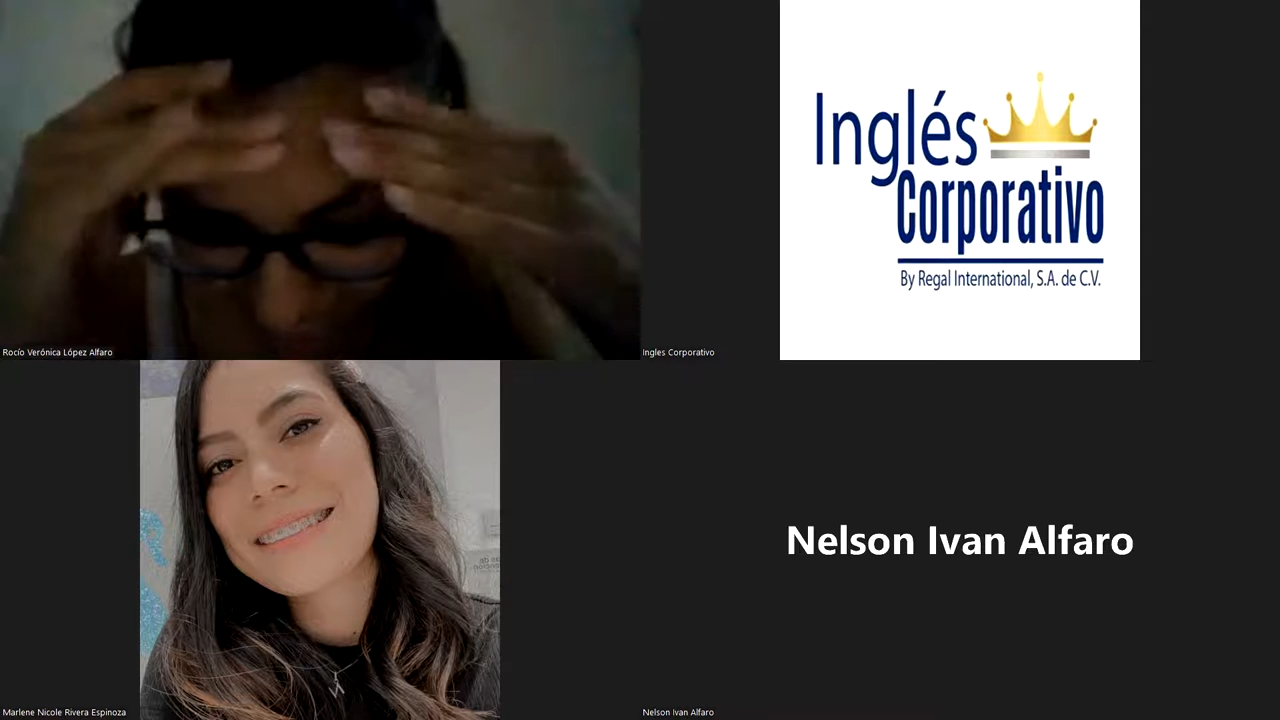 Inglés
Corporativo
By Regal International, S.A. de C.V.
Rocío Verónica López Alfaro
Ingles Corporativo
Nelson Ivan Alfaro
Marlene Nicole Rivera Espinoza
Nelson Ivan Alfaro